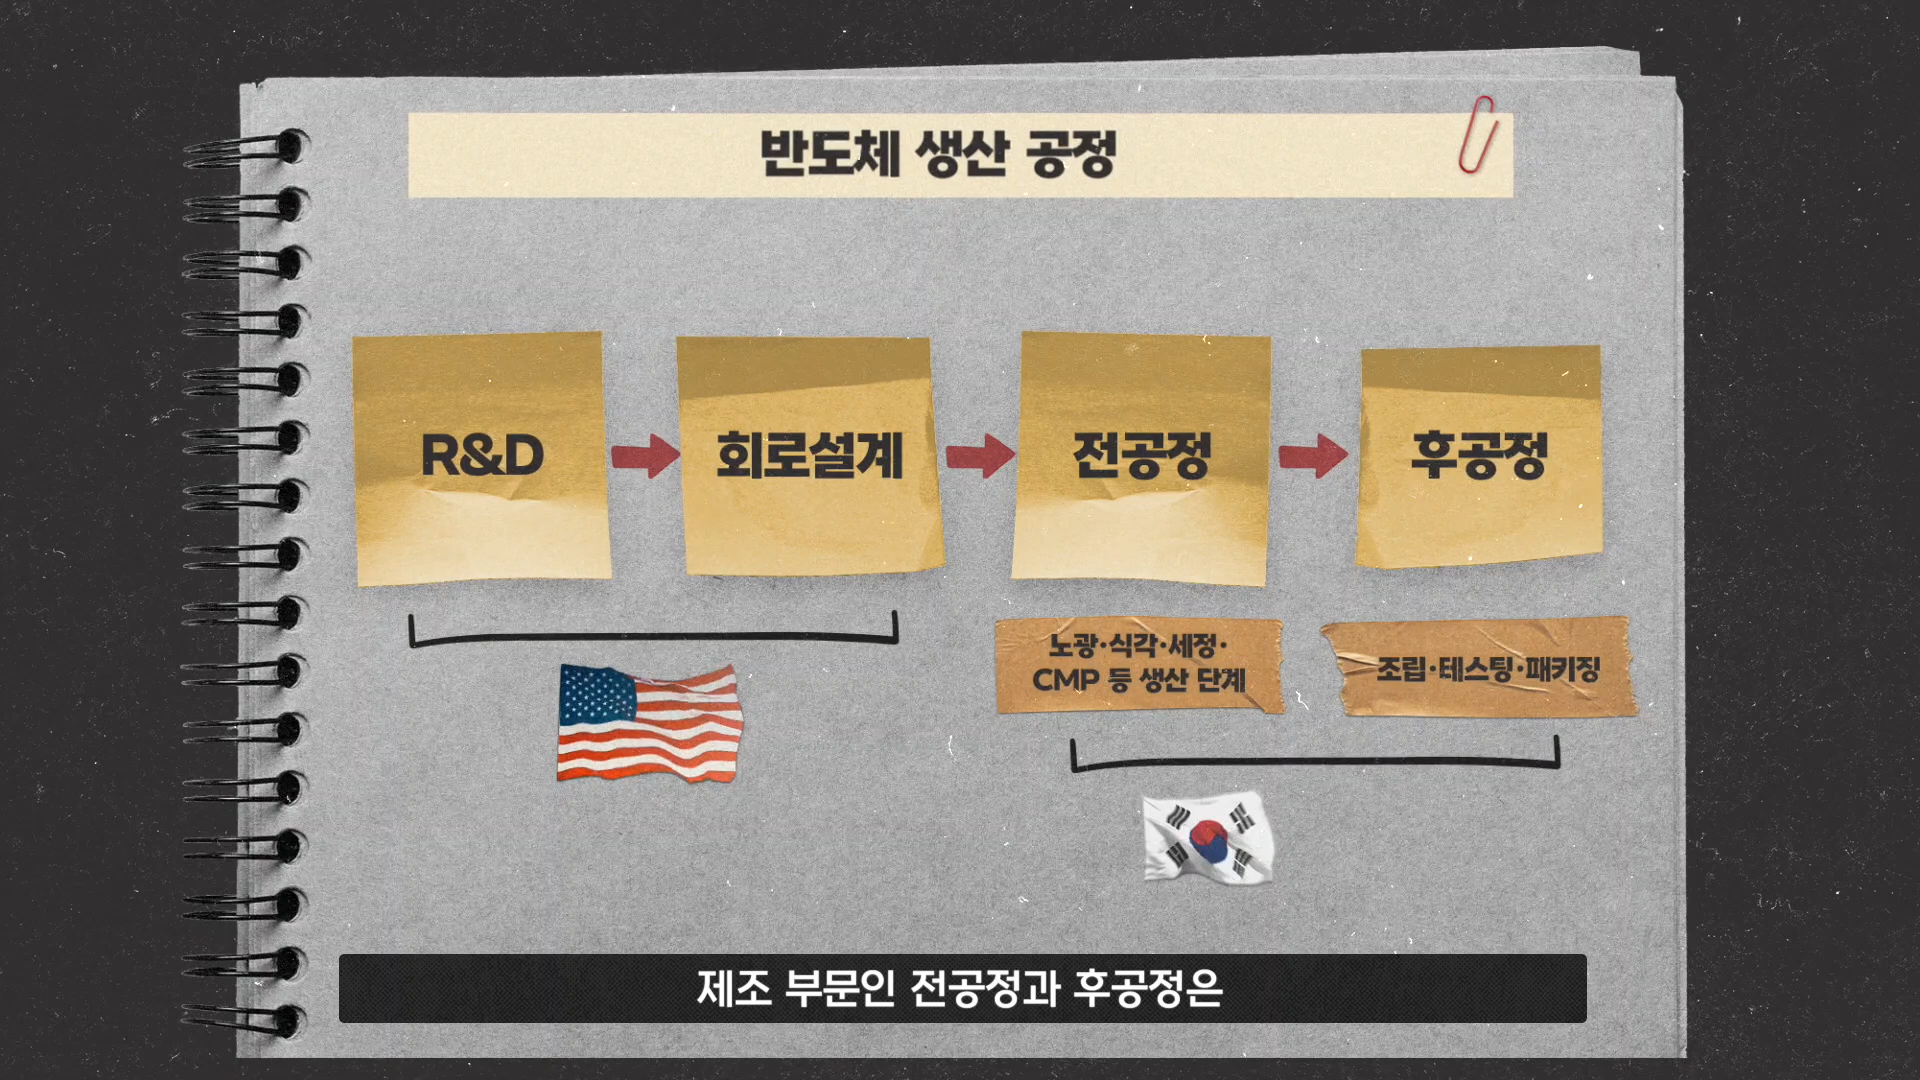 반도체 생산 공정
R&D
회로설계
전공정
후공정
노광·식각·세정·
CMP 등 생산 단계
조립·테스팅·패키징
제조 부문인 전공정과 후공정은